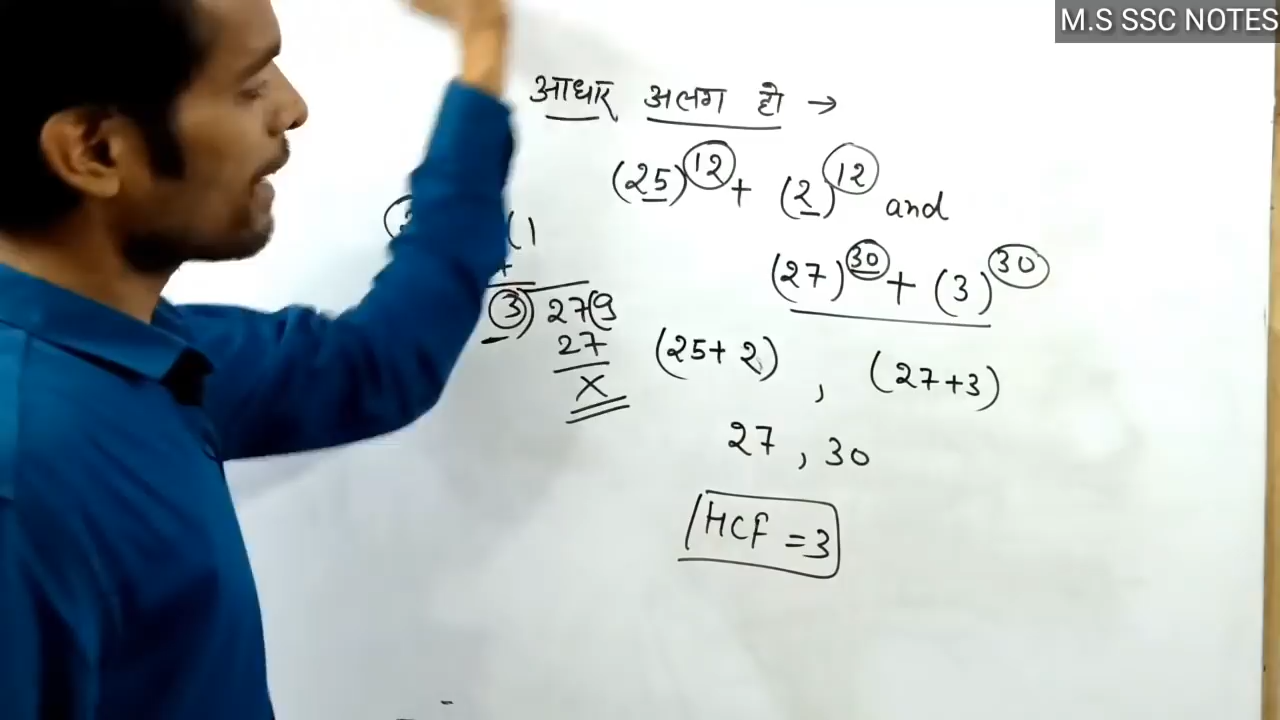 M.S SSC NOTES
आधार अलग हो →
(25)¹² + (2)¹² and
(27)³⁰ + (3)³⁰
(1
3) 27 (9
27
X
(25+2) , (27+3)
27 , 30
HCF = 3